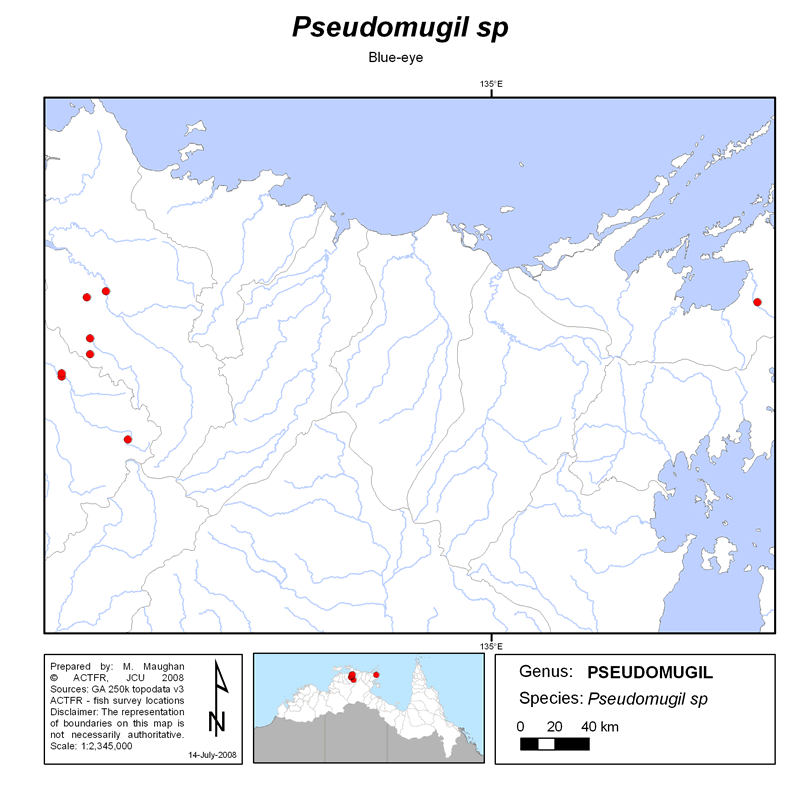 Pseudomugil sp
Blue-eye
135°E
135°E
Prepared by: M. Maughan
© ACTFR, JCU 2008
Sources: GA 250k topodata v3
ACTFR - fish survey locations
Disclaimer: The representation
of boundaries on this map is
not necessarily authoritative.
Scale: 1:2,345,000
N
14-July-2008
Genus: PSEUDOMUGIL
Species: Pseudomugil sp
0 20 40 km